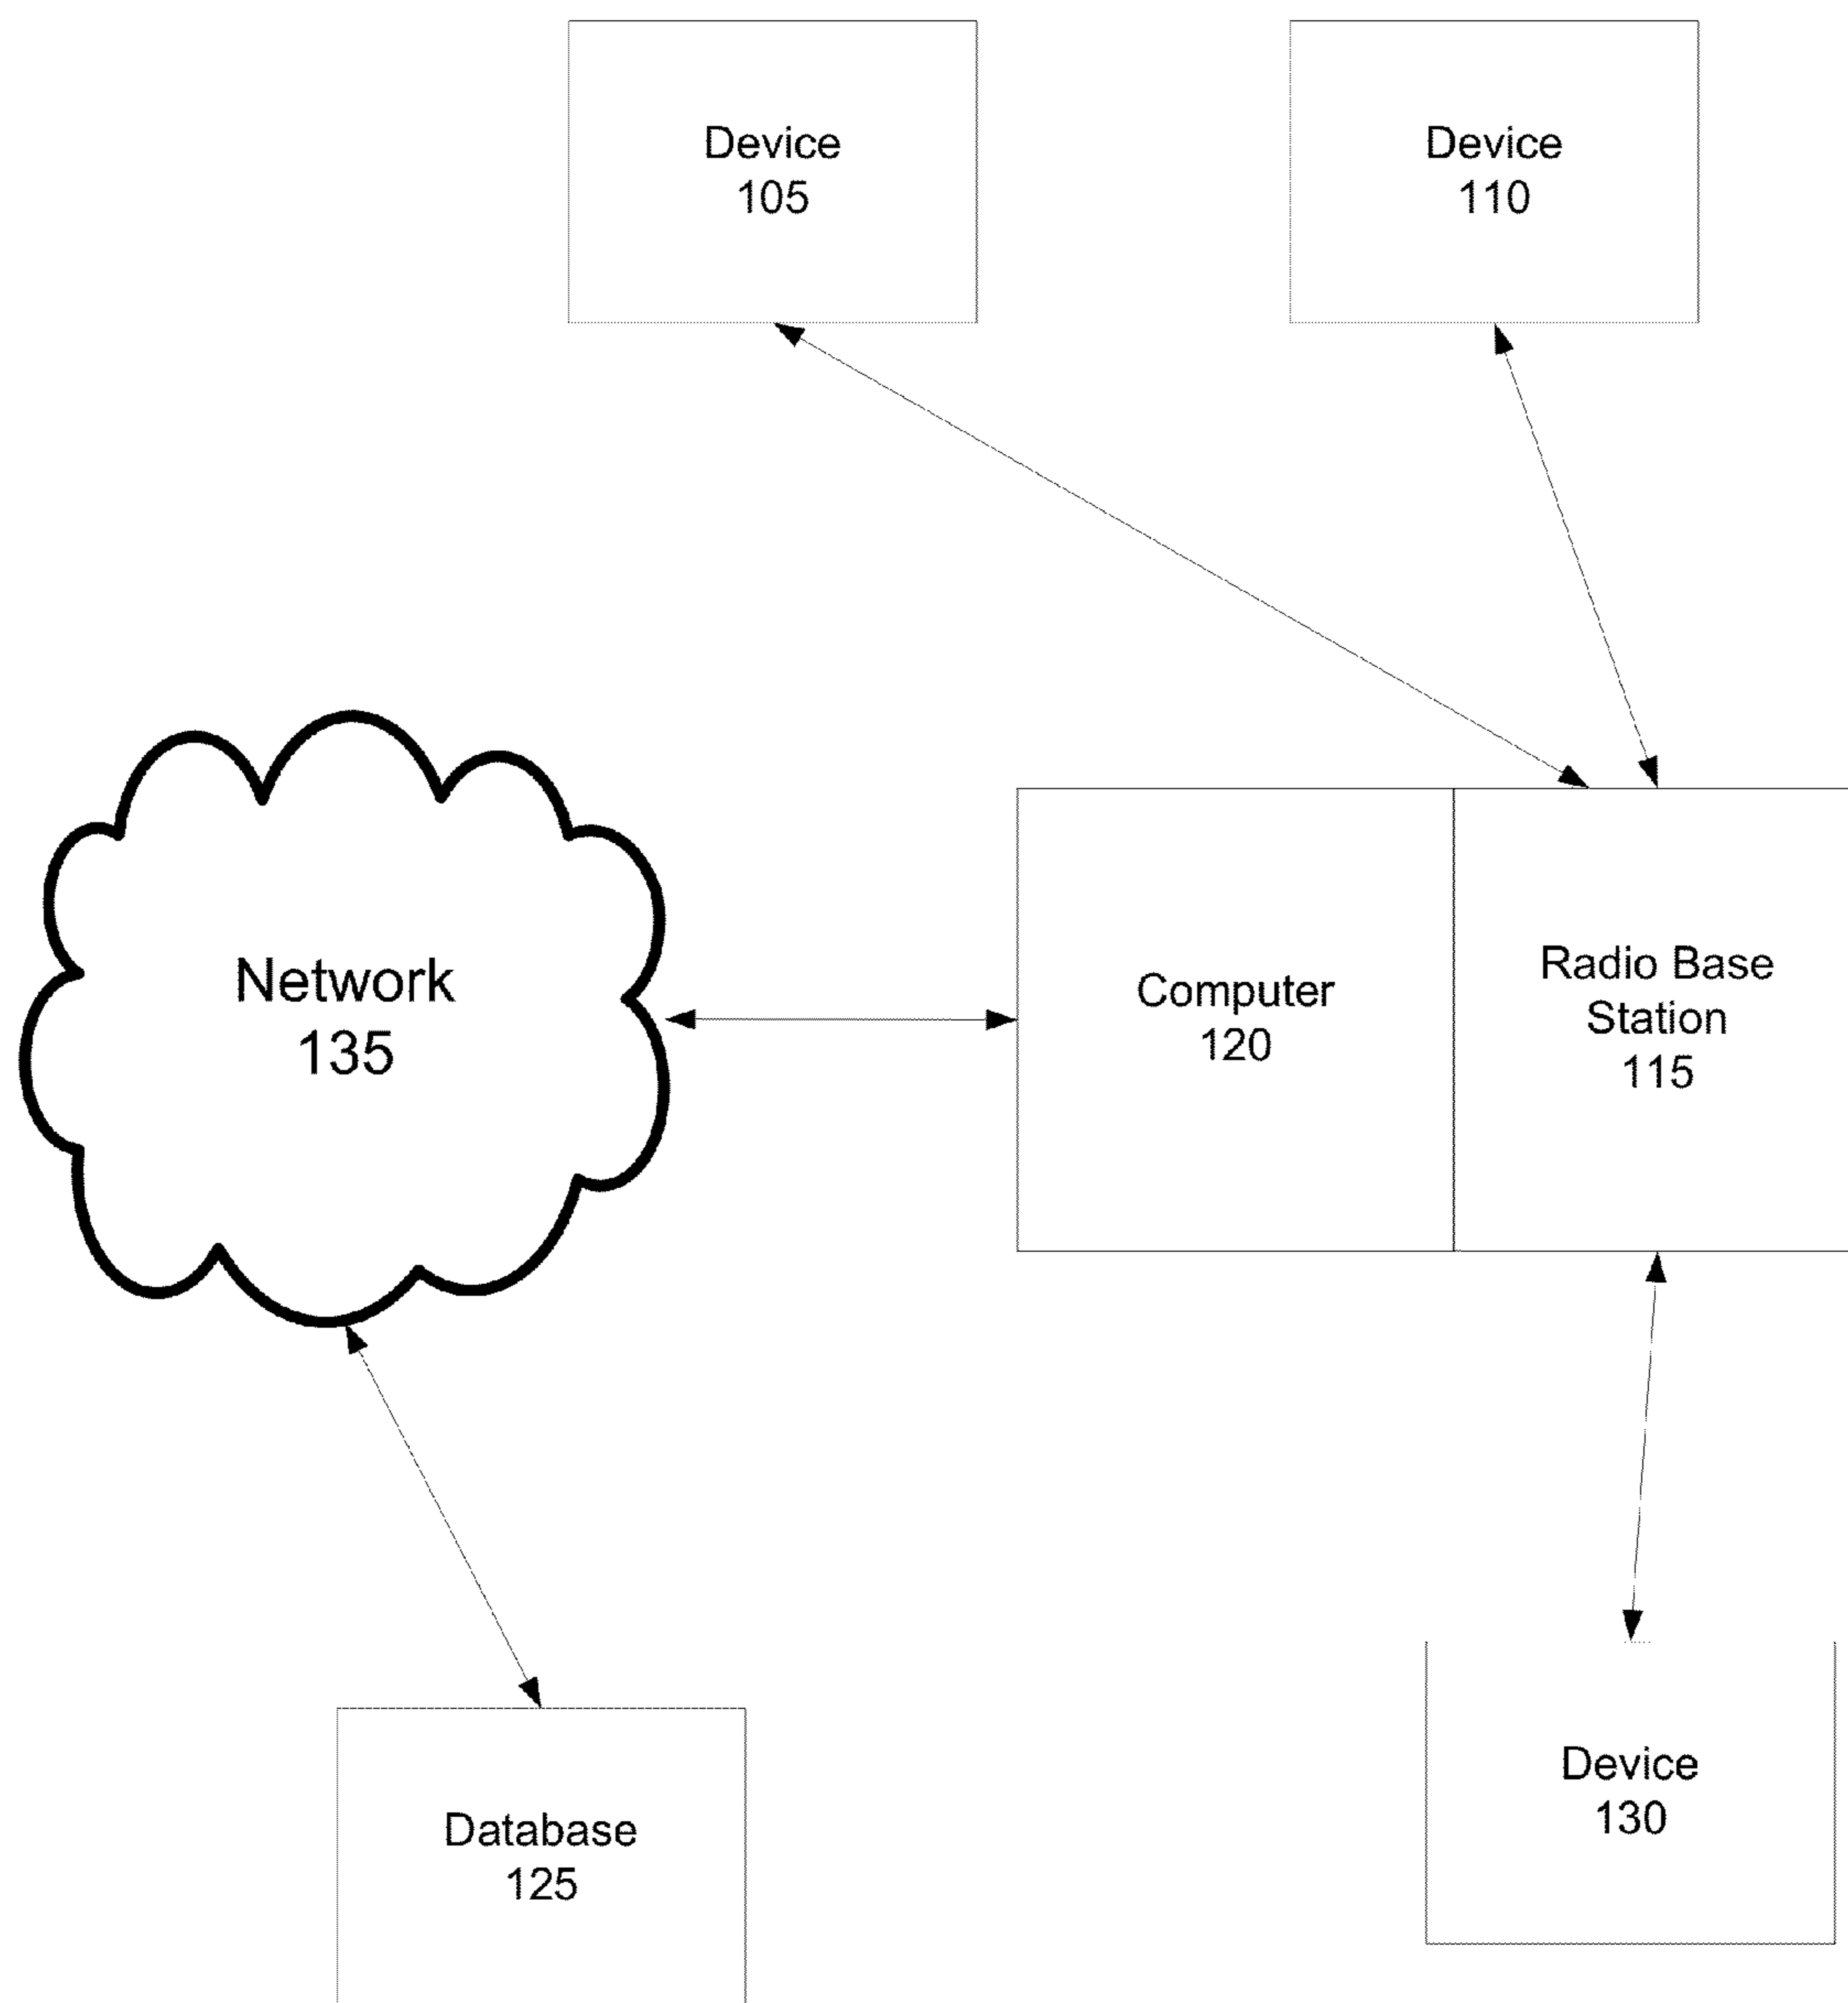 Device
105
Device
110
Network
135
Computer
120
Radio Base
Station
115
Database
125
Device
130